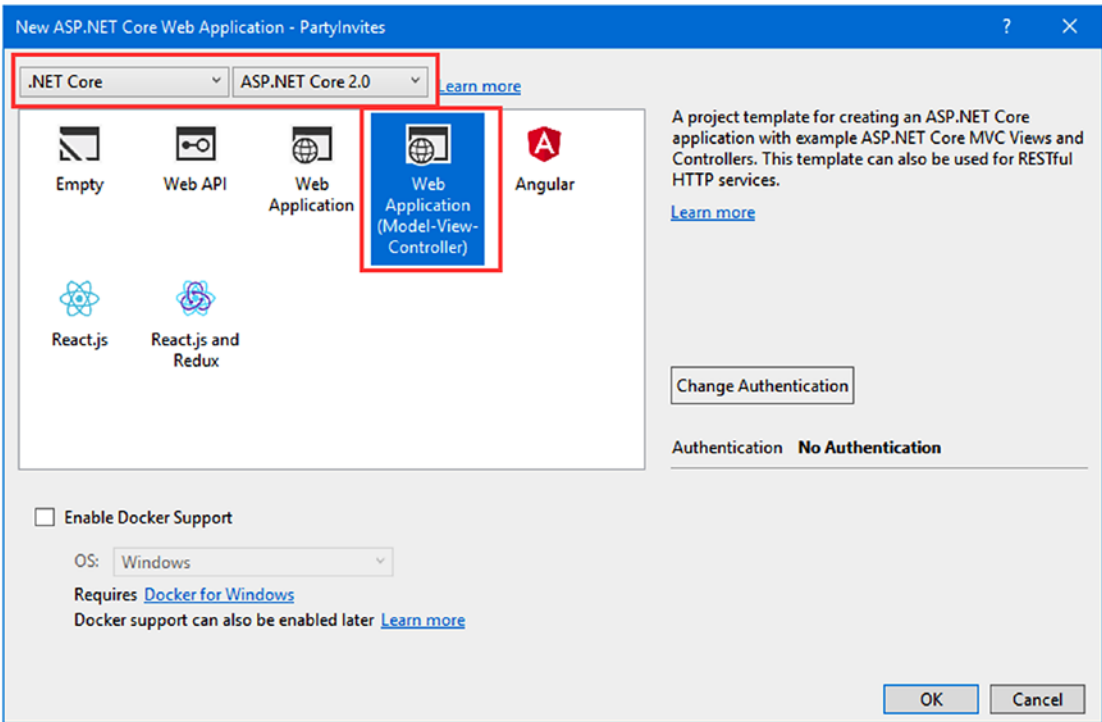 New ASP.NET Core Web Application - PartyInvites
?
.NET Core
ASP.NET Core 2.0
Learn more
Empty
Web API
Web
Application
Web
Application
(Model-View-
Controller)
Angular
React.js
React.js and
Redux
A project template for creating an ASP.NET Core
application with example ASP.NET Core MVC Views and
Controllers. This template can also be used for RESTful
HTTP services.
Learn more
Change Authentication
Authentication No Authentication
Enable Docker Support
OS: Windows
Requires Docker for Windows
Docker support can also be enabled later Learn more
OK
Cancel